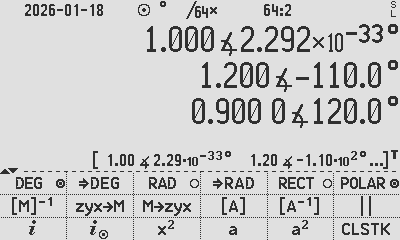 2026-01-18 ⊙ ° /64× 64:2 S L
1.000∡2.292×10⁻³³°
1.200∡−110.0°
0.900 0∡120.0°
[ 1.00 ∡2.29·10⁻³³° 1.20 ∡−1.10·10²° …]ᵀ
DEG ⊙ →DEG RAD ○ →RAD RECT ○ POLAR ⊙
[M]⁻¹ zyx→M M→zyx [A] [A⁻¹] ||
i i⊙ x² a a² CLSTK